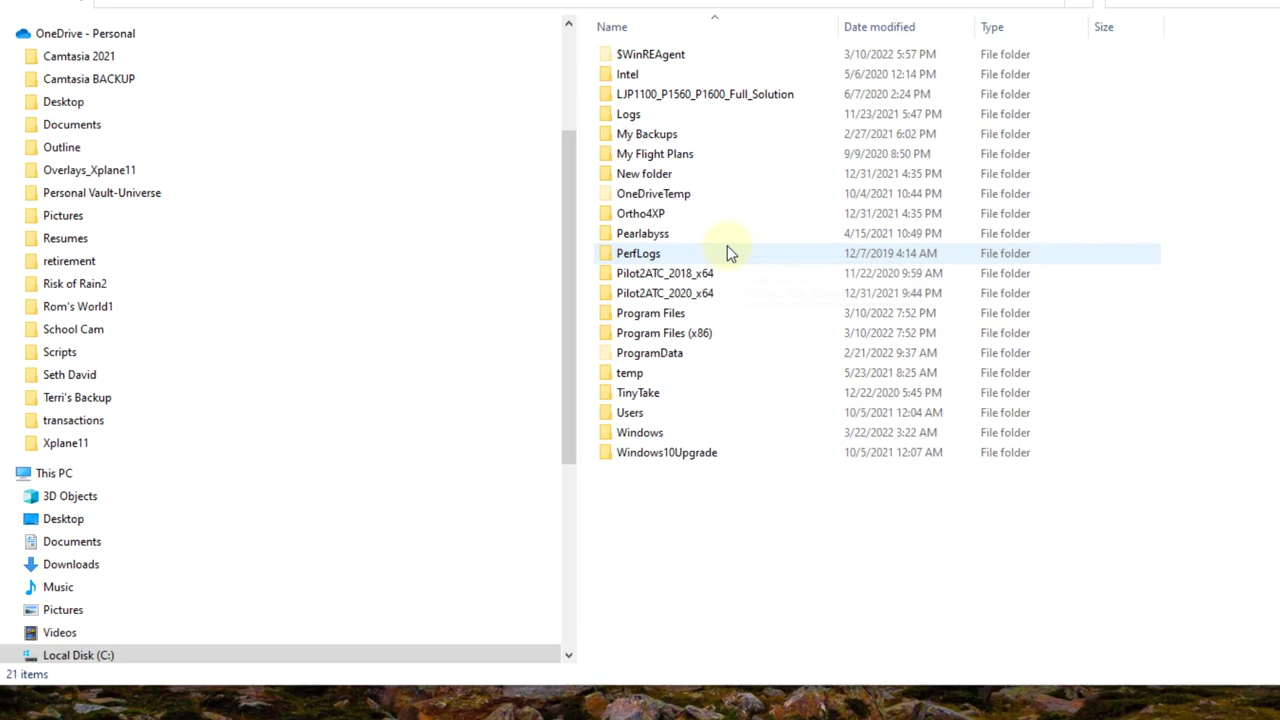 OneDrive - Personal
Camtasia 2021
Camtasia BACKUP
Desktop
Documents
Outline
Overlays_Xplane11
Personal Vault-Universe
Pictures
Resumes
retirement
Risk of Rain2
Rom's World1
School Cam
Scripts
Seth David
Terri's Backup
transactions
Xplane11
This PC
3D Objects
Desktop
Documents
Downloads
Music
Pictures
Videos
Local Disk (C:)
21 items
Name Date modified Type Size
$WinREAgent 3/10/2022 5:57 PM File folder
Intel 5/6/2020 12:14 PM File folder
LJP1100_P1560_P1600_Full_Solution 6/7/2020 2:24 PM File folder
Logs 11/23/2021 5:47 PM File folder
My Backups 2/27/2021 6:02 PM File folder
My Flight Plans 9/9/2020 8:50 PM File folder
New folder 12/31/2021 4:35 PM File folder
OneDriveTemp 10/4/2021 10:44 PM File folder
Ortho4XP 12/31/2021 4:35 PM File folder
Pearlabyss 4/15/2021 10:49 PM File folder
PerfLogs 12/7/2019 4:14 AM File folder
Pilot2ATC_2018_x64 11/22/2020 9:59 AM File folder
Pilot2ATC_2020_x64 12/31/2021 9:44 PM File folder
Program Files 3/10/2022 7:52 PM File folder
Program Files (x86) 3/10/2022 7:52 PM File folder
ProgramData 2/21/2022 9:37 AM File folder
temp 5/23/2021 8:25 AM File folder
TinyTake 12/22/2020 5:45 PM File folder
Users 10/5/2021 12:04 AM File folder
Windows 3/22/2022 3:22 AM File folder
Windows10Upgrade 10/5/2021 12:07 AM File folder